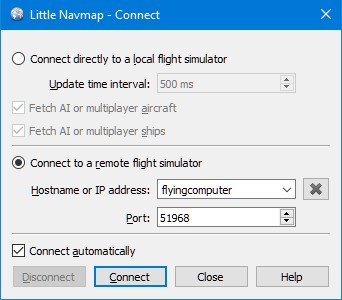 Little Navmap - Connect
Connect directly to a local flight simulator
Update time interval: 500 ms
Fetch AI or multiplayer aircraft
Fetch AI or multiplayer ships
Connect to a remote flight simulator
Hostname or IP address: flyingcomputer
Port: 51968
Connect automatically
Disconnect Connect Close Help